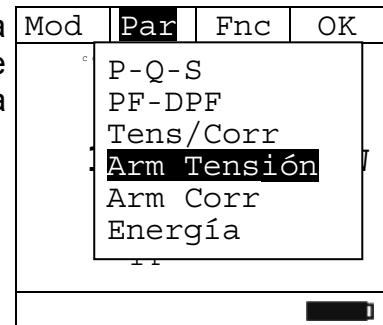 Mod Par Fnc OK
P-Q-S
PF-DPF
Tens/Corr
Arm Tensión
Arm Corr
Energía